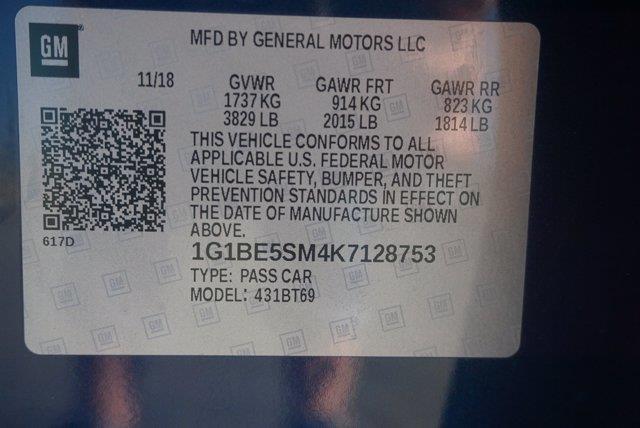 GM
MFD BY GENERAL MOTORS LLC
11/18 GVWR GAWR FRT GAWR RR
1737 KG 914 KG 823 KG
3829 LB 2015 LB 1814 LB
THIS VEHICLE CONFORMS TO ALL
APPLICABLE U.S. FEDERAL MOTOR
VEHICLE SAFETY, BUMPER, AND THEFT
PREVENTION STANDARDS IN EFFECT ON
THE DATE OF MANUFACTURE SHOWN
ABOVE.
617D
1G1BE5SM4K7128753
TYPE: PASS CAR
MODEL: 431BT69